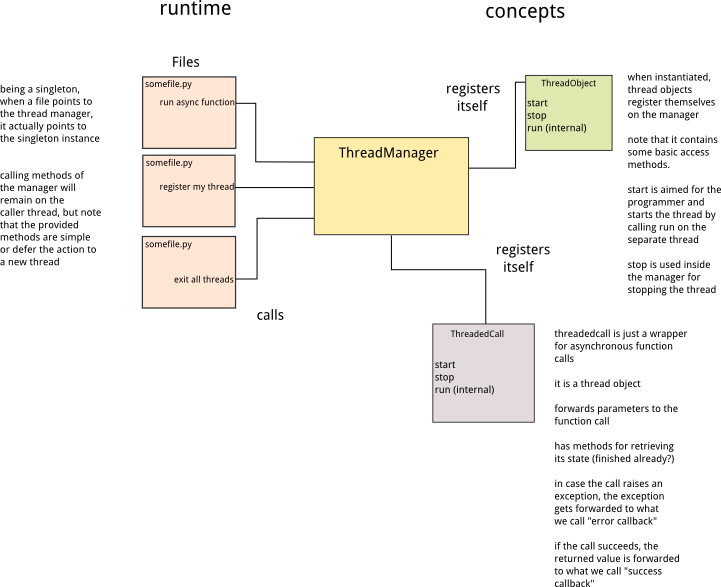 runtime
concepts
Files
being a singleton,
when a file points to
the thread manager,
it actually points to
the singleton instance
calling methods of
the manager will
remain on the
caller thread, but note
that the provided
methods are simple
or defer the action to
a new thread
somefile.py
run async function
somefile.py
register my thread
somefile.py
exit all threads
calls
ThreadManager
registers
itself
ThreadObject
start
stop
run (internal)
when instantiated,
thread objects
register themselves
on the manager
note that it contains
some basic access
methods.
start is aimed for the
programmer and
starts the thread by
calling run on the
separate thread
stop is used inside
the manager for
stopping the thread
registers
itself
ThreadedCall
start
stop
run (internal)
threadedcall is just a wrapper
for asynchronous function
calls
it is a thread object
forwards parameters to the
function call
has methods for retrieving
its state (finished already?)
in case the call raises an
exception, the exception
gets forwarded to what
we call "error callback"
if the call succeeds, the
returned value is forwarded
to what we call "success
callback"